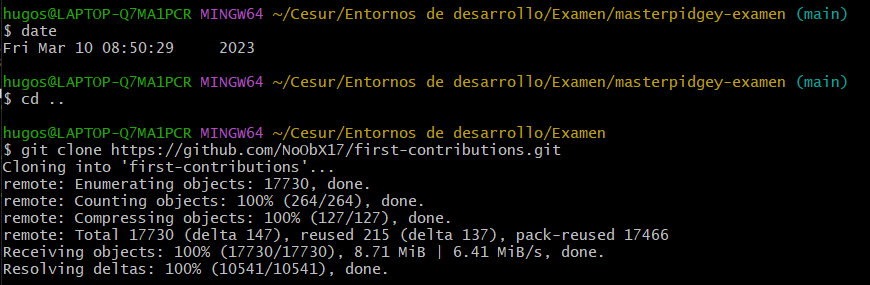 hugos@LAPTOP-Q7MA1PCR MINGW64 ~/Cesur/Entornos de desarrollo/Examen/masterpidgey-examen (main)
$ date
Fri Mar 10 08:50:29 2023
hugos@LAPTOP-Q7MA1PCR MINGW64 ~/Cesur/Entornos de desarrollo/Examen/masterpidgey-examen (main)
$ cd ..
hugos@LAPTOP-Q7MA1PCR MINGW64 ~/Cesur/Entornos de desarrollo/Examen
$ git clone https://github.com/NoObX17/first-contributions.git
Cloning into 'first-contributions'...
remote: Enumerating objects: 17730, done.
remote: Counting objects: 100% (264/264), done.
remote: Compressing objects: 100% (127/127), done.
remote: Total 17730 (delta 147), reused 215 (delta 137), pack-reused 17466
Receiving objects: 100% (17730/17730), 8.71 MiB | 6.41 MiB/s, done.
Resolving deltas: 100% (10541/10541), done.